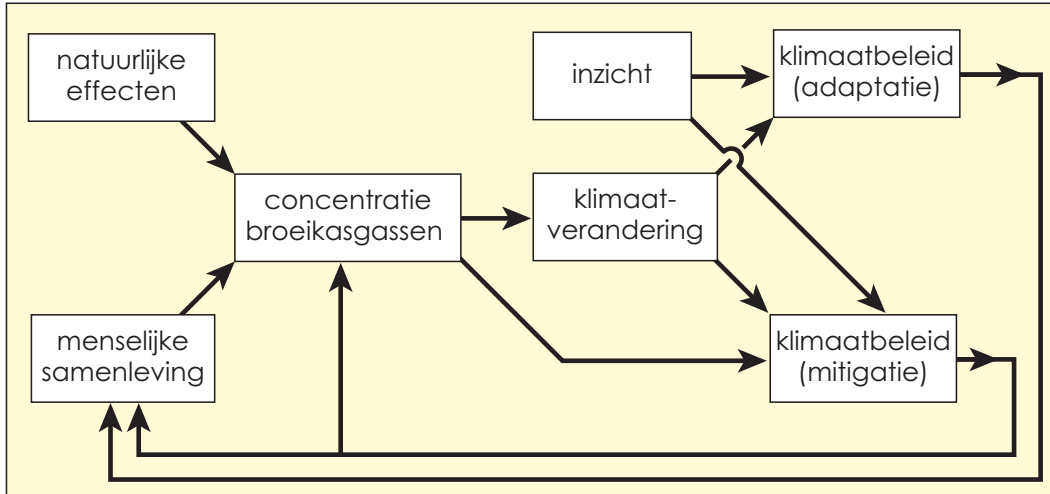 natuurlijke
effecten
inzicht
klimaatbeleid
(adaptatie)
concentratie
broeikasgassen
klimaat-
verandering
menselijke
samenleving
klimaatbeleid
(mitigatie)